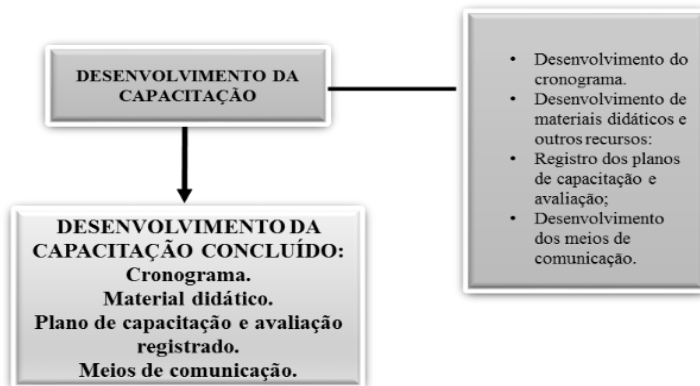 DESENVOLVIMENTO DA
CAPACITAÇÃO
• Desenvolvimento do
cronograma.
• Desenvolvimento de
materiais didáticos e
outros recursos:
• Registro dos planos
de capacitação e
avaliação;
• Desenvolvimento
dos meios de
comunicação.
DESENVOLVIMENTO DA
CAPACITAÇÃO CONCLUÍDO:
Cronograma.
Material didático.
Plano de capacitação e avaliação
registrado.
Meios de comunicação.